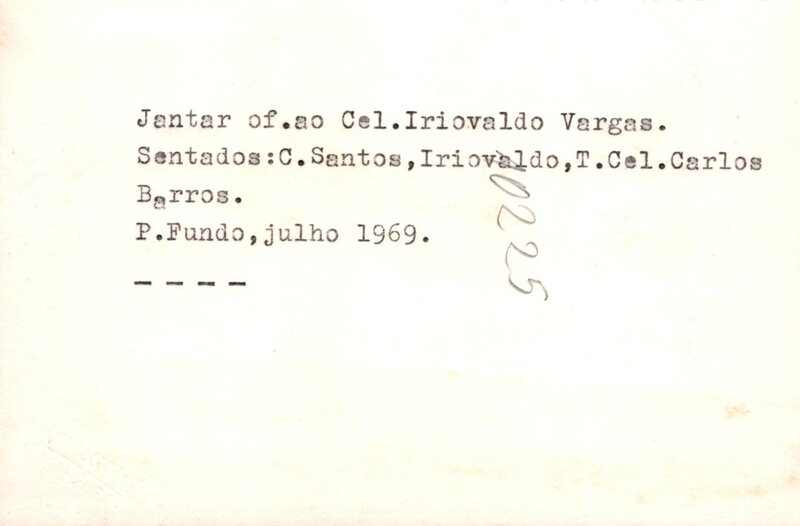 Jantar of.ao Cel.Iriovaldo Vargas.
Sentados:C.Santos,Iriovaldo,T.Cel.Carlos
Barros.
P.Fundo,julho 1969.
----
0225